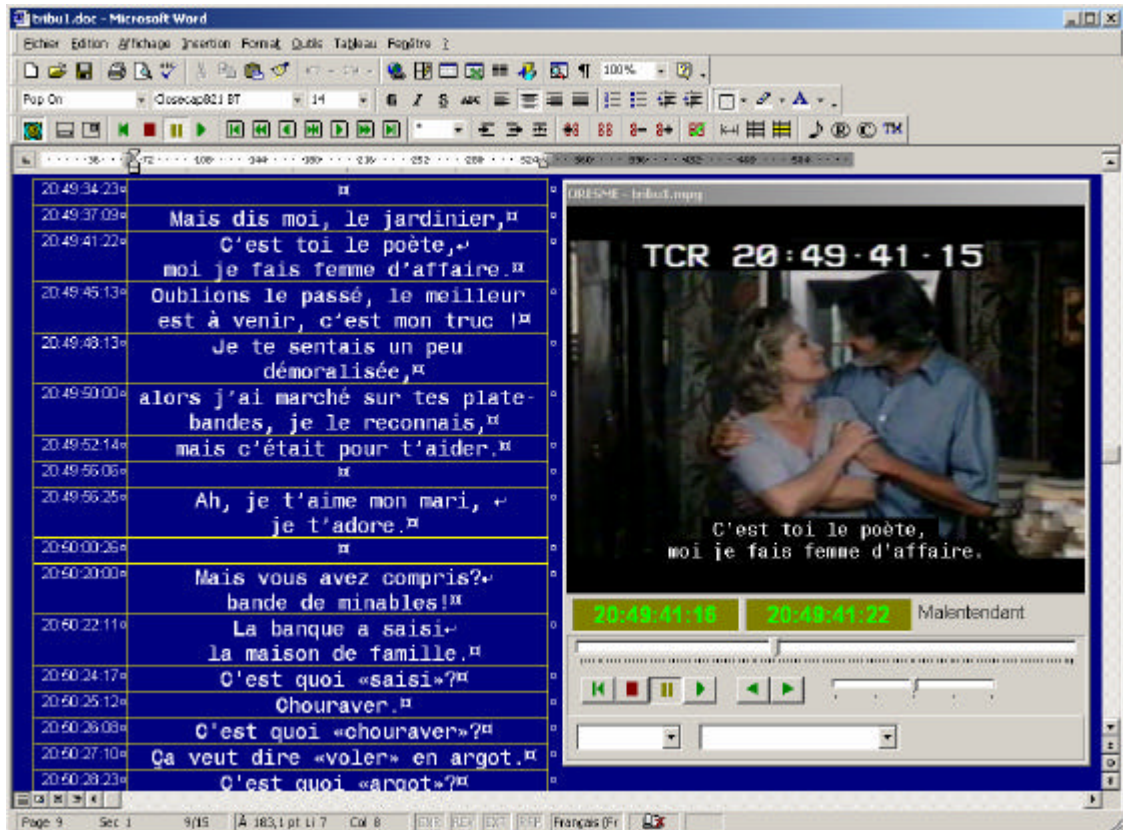 tribu1.doc - Microsoft Word
Fichier Edition Affichage Insertion Format Outils Tableau Fenêtre ?
100%
Pop On Closecap821 BT 14 G I S ABC
20:49:34:23
20:49:37:09 Mais dis moi, le jardinier,
20:49:41:22 C'est toi le poète,
moi je fais femme d'affaire.
20:49:45:13 Oublions le passé, le meilleur
est à venir, c'est mon truc !
20:49:48:13 Je te sentais un peu
démoralisée,
20:49:50:00 alors j'ai marché sur tes plate-
bandes, je le reconnais,
20:49:52:14 mais c'était pour t'aider.
20:49:56:06
20:49:56:25 Ah, je t'aime mon mari,
je t'adore.
20:50:00:26
20:50:20:00 Mais vous avez compris?
bande de minables!
20:50:22:11 La banque a saisi
la maison de famille.
20:50:24:17 C'est quoi «saisi»?
20:50:25:12 Chouraver.
20:50:26:08 C'est quoi «chouraver»?
20:50:27:10 Ça veut dire «voler» en argot.
20:50:28:23 C'est quoi «argot»?
ORESME - tribu1.mpg
TCR 20:49:41:15
C'est toi le poète,
moi je fais femme d'affaire.
20:49:41:16 20:49:41:22 Malentendant
Page 9 Sec 1 9/15 À 183,1 pt Li 7 Col 8 ENR REV EXT RFP Français (Fr